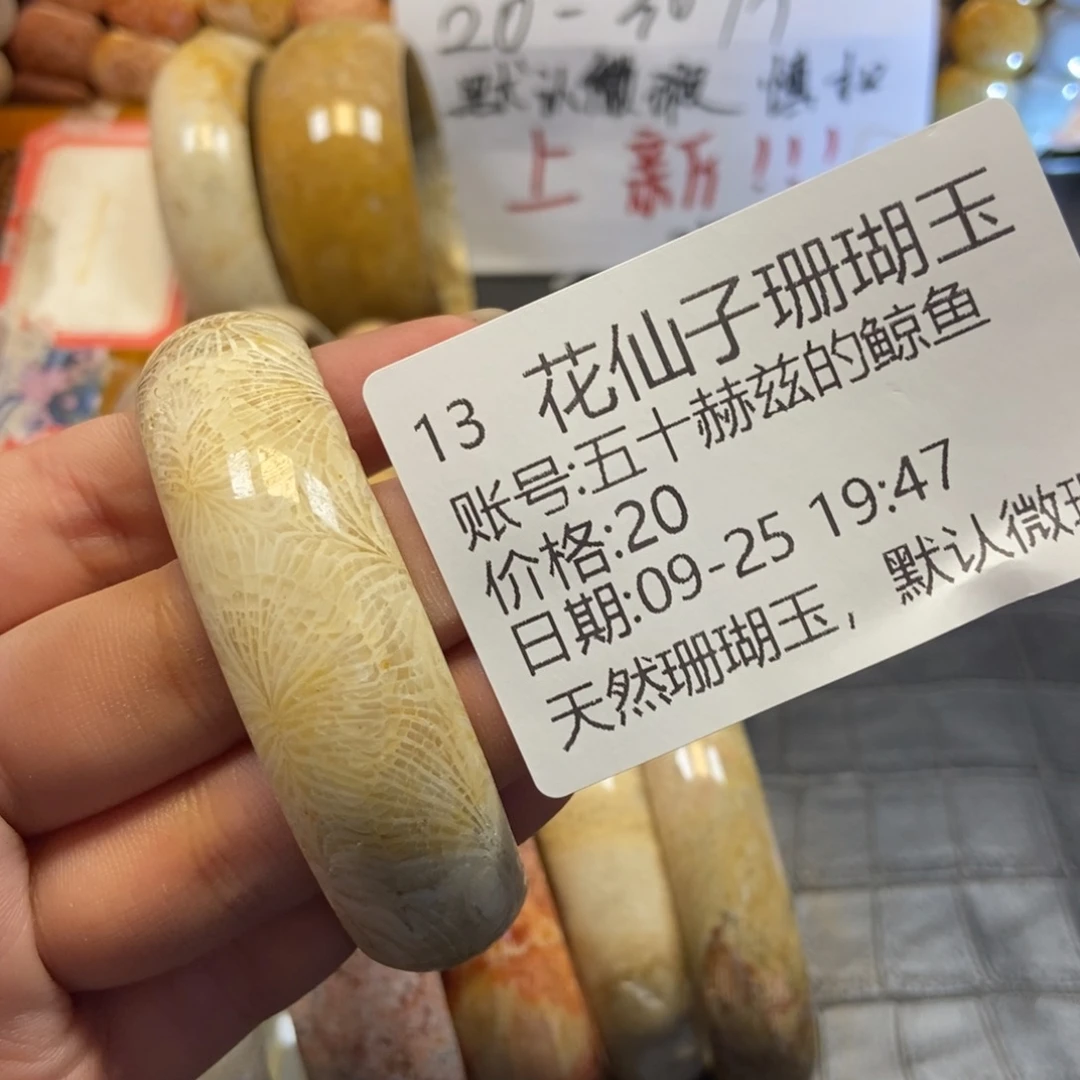 上新!!!
13 花仙子珊瑚玉
账号:五十赫兹的鲸鱼
价格:20
日期:09-25 19:47
天然珊瑚玉，默认微